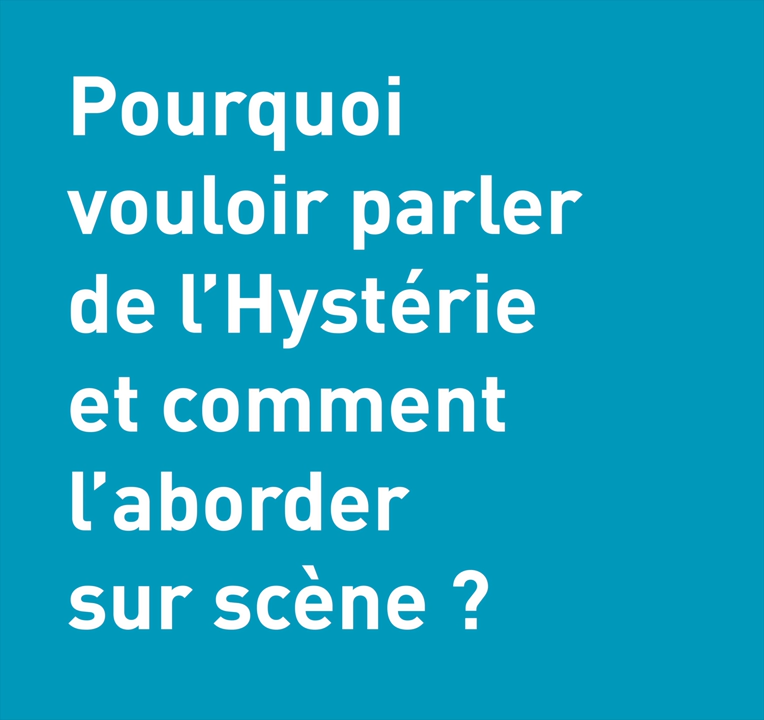 Pourquoi
vouloir parler
de l’Hystérie
et comment
l’aborder
sur scène ?